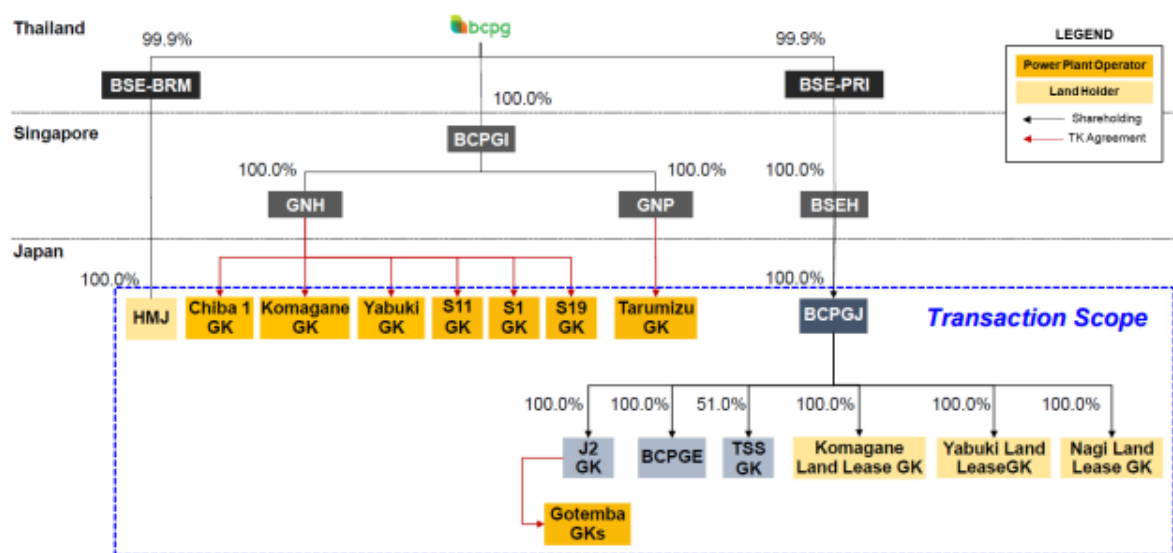 Thailand
bcpg
LEGEND
99.9%
99.9%
Power Plant Operator
BSE-BRM
BSE-PRI
Land Holder
100.0%
Shareholding
Singapore
BCPGI
TK Agreement
100.0%
100.0%
100.0%
GNH
GNP
BSEH
Japan
100.0%
100.0%
HMJ
Chiba 1
GK
Komagane
GK
Yabuki
GK
S11
GK
S1
GK
S19
GK
Tarumizu
GK
BCPGJ
Transaction Scope
100.0%
100.0%
51.0%
100.0%
100.0%
100.0%
J2
GK
BCPGE
TSS
GK
Komagane
Land Lease GK
Yabuki Land
LeaseGK
Nagi Land
Lease GK
Gotemba
GKs